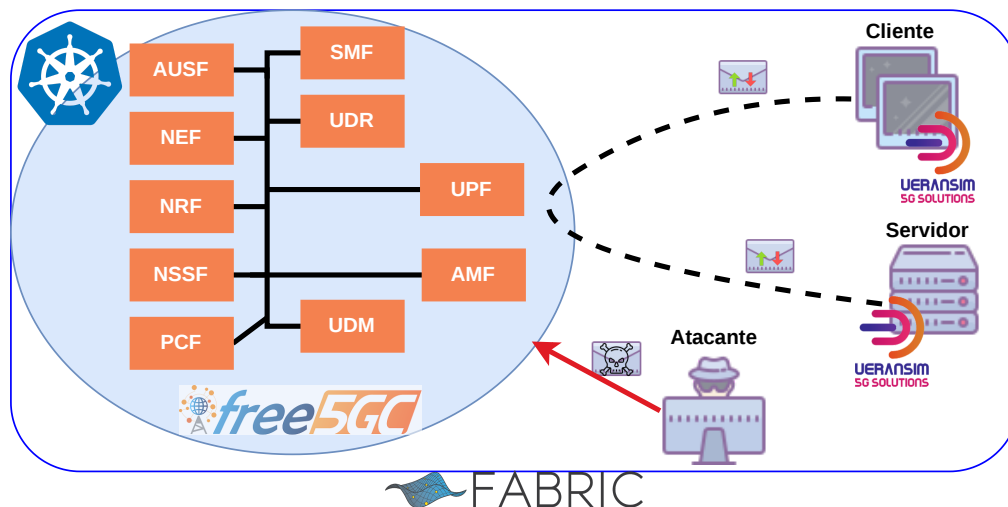 AUSF
NEF
NRF
NSSF
PCF
SMF
UDR
UPF
AMF
UDM
free5GC
Cliente
UERANSIM
5G SOLUTIONS
Servidor
UERANSIM
5G SOLUTIONS
Atacante
FABRIC